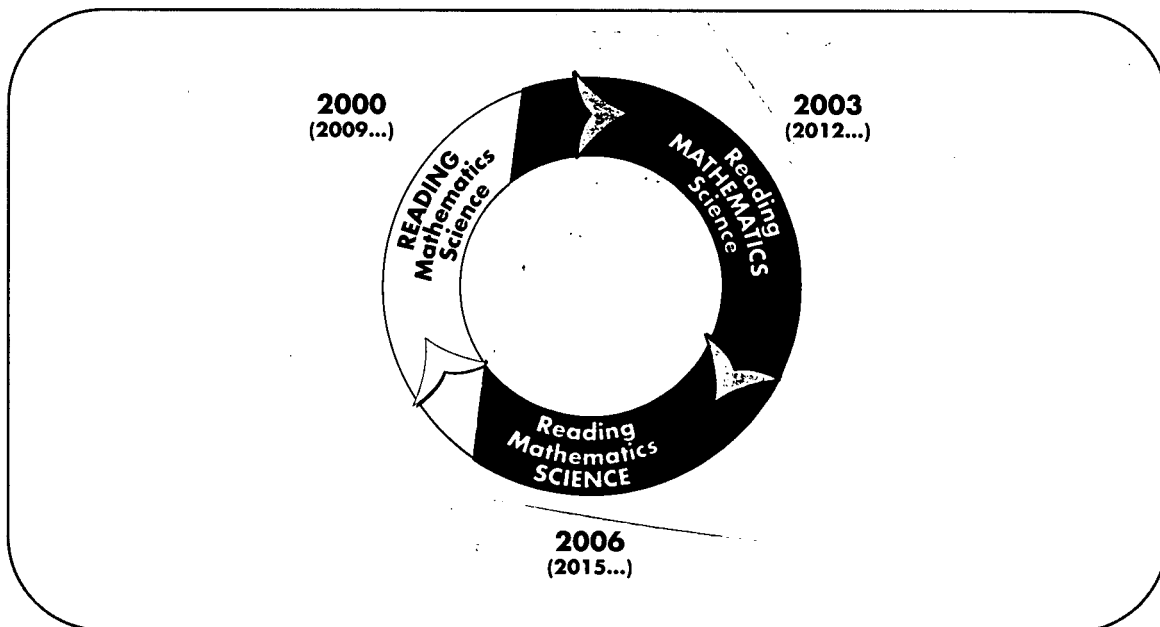 2000
(2009...)
READING
Mathematics
Science
2003
(2012...)
Reading
MATHEMATICS
Science
Reading
Mathematics
SCIENCE
2006
(2015...)